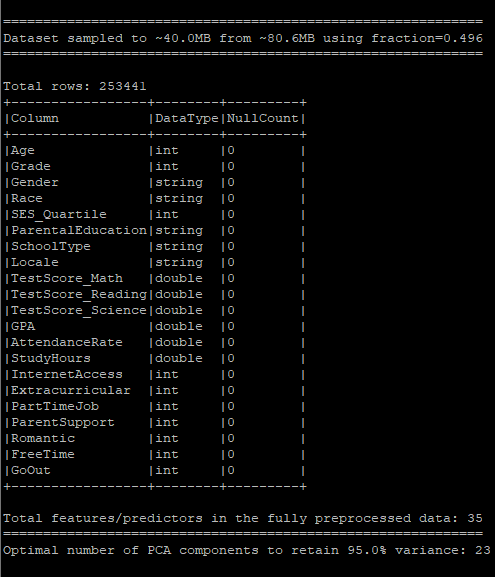 ============================================================
Dataset sampled to ~40.0MB from ~80.6MB using fraction=0.496
============================================================
Total rows: 253441
+-----------------+--------+---------+
|Column           |DataType|NullCount|
+-----------------+--------+---------+
|Age              |int     |0        |
|Grade            |int     |0        |
|Gender           |string  |0        |
|Race             |string  |0        |
|SES_Quartile     |int     |0        |
|ParentalEducation|string  |0        |
|SchoolType       |string  |0        |
|Locale           |string  |0        |
|TestScore_Math   |double  |0        |
|TestScore_Reading|double  |0        |
|TestScore_Science|double  |0        |
|GPA              |double  |0        |
|AttendanceRate   |double  |0        |
|StudyHours       |double  |0        |
|InternetAccess   |int     |0        |
|Extracurricular  |int     |0        |
|PartTimeJob      |int     |0        |
|ParentSupport    |int     |0        |
|Romantic         |int     |0        |
|FreeTime         |int     |0        |
|GoOut            |int     |0        |
+-----------------+--------+---------+
Total features/predictors in the fully preprocessed data: 35
============================================================
Optimal number of PCA components to retain 95.0% variance: 23